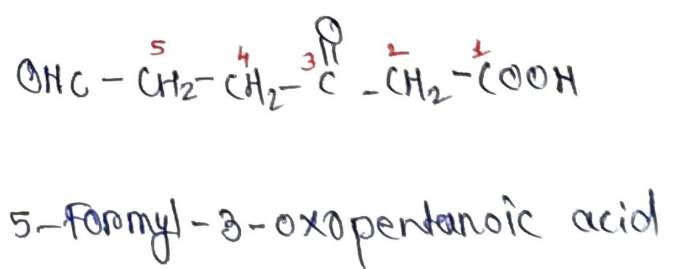 5 4 3 O 2 1
OHC - CH2 - CH2 - C - CH2 - COOH
5-Formyl-3-oxopentanoic acid